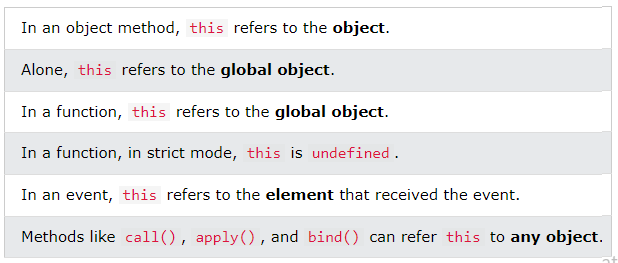 In an object method, this refers to the object.
Alone, this refers to the global object.
In a function, this refers to the global object.
In a function, in strict mode, this is undefined.
In an event, this refers to the element that received the event.
Methods like call(), apply(), and bind() can refer this to any object.